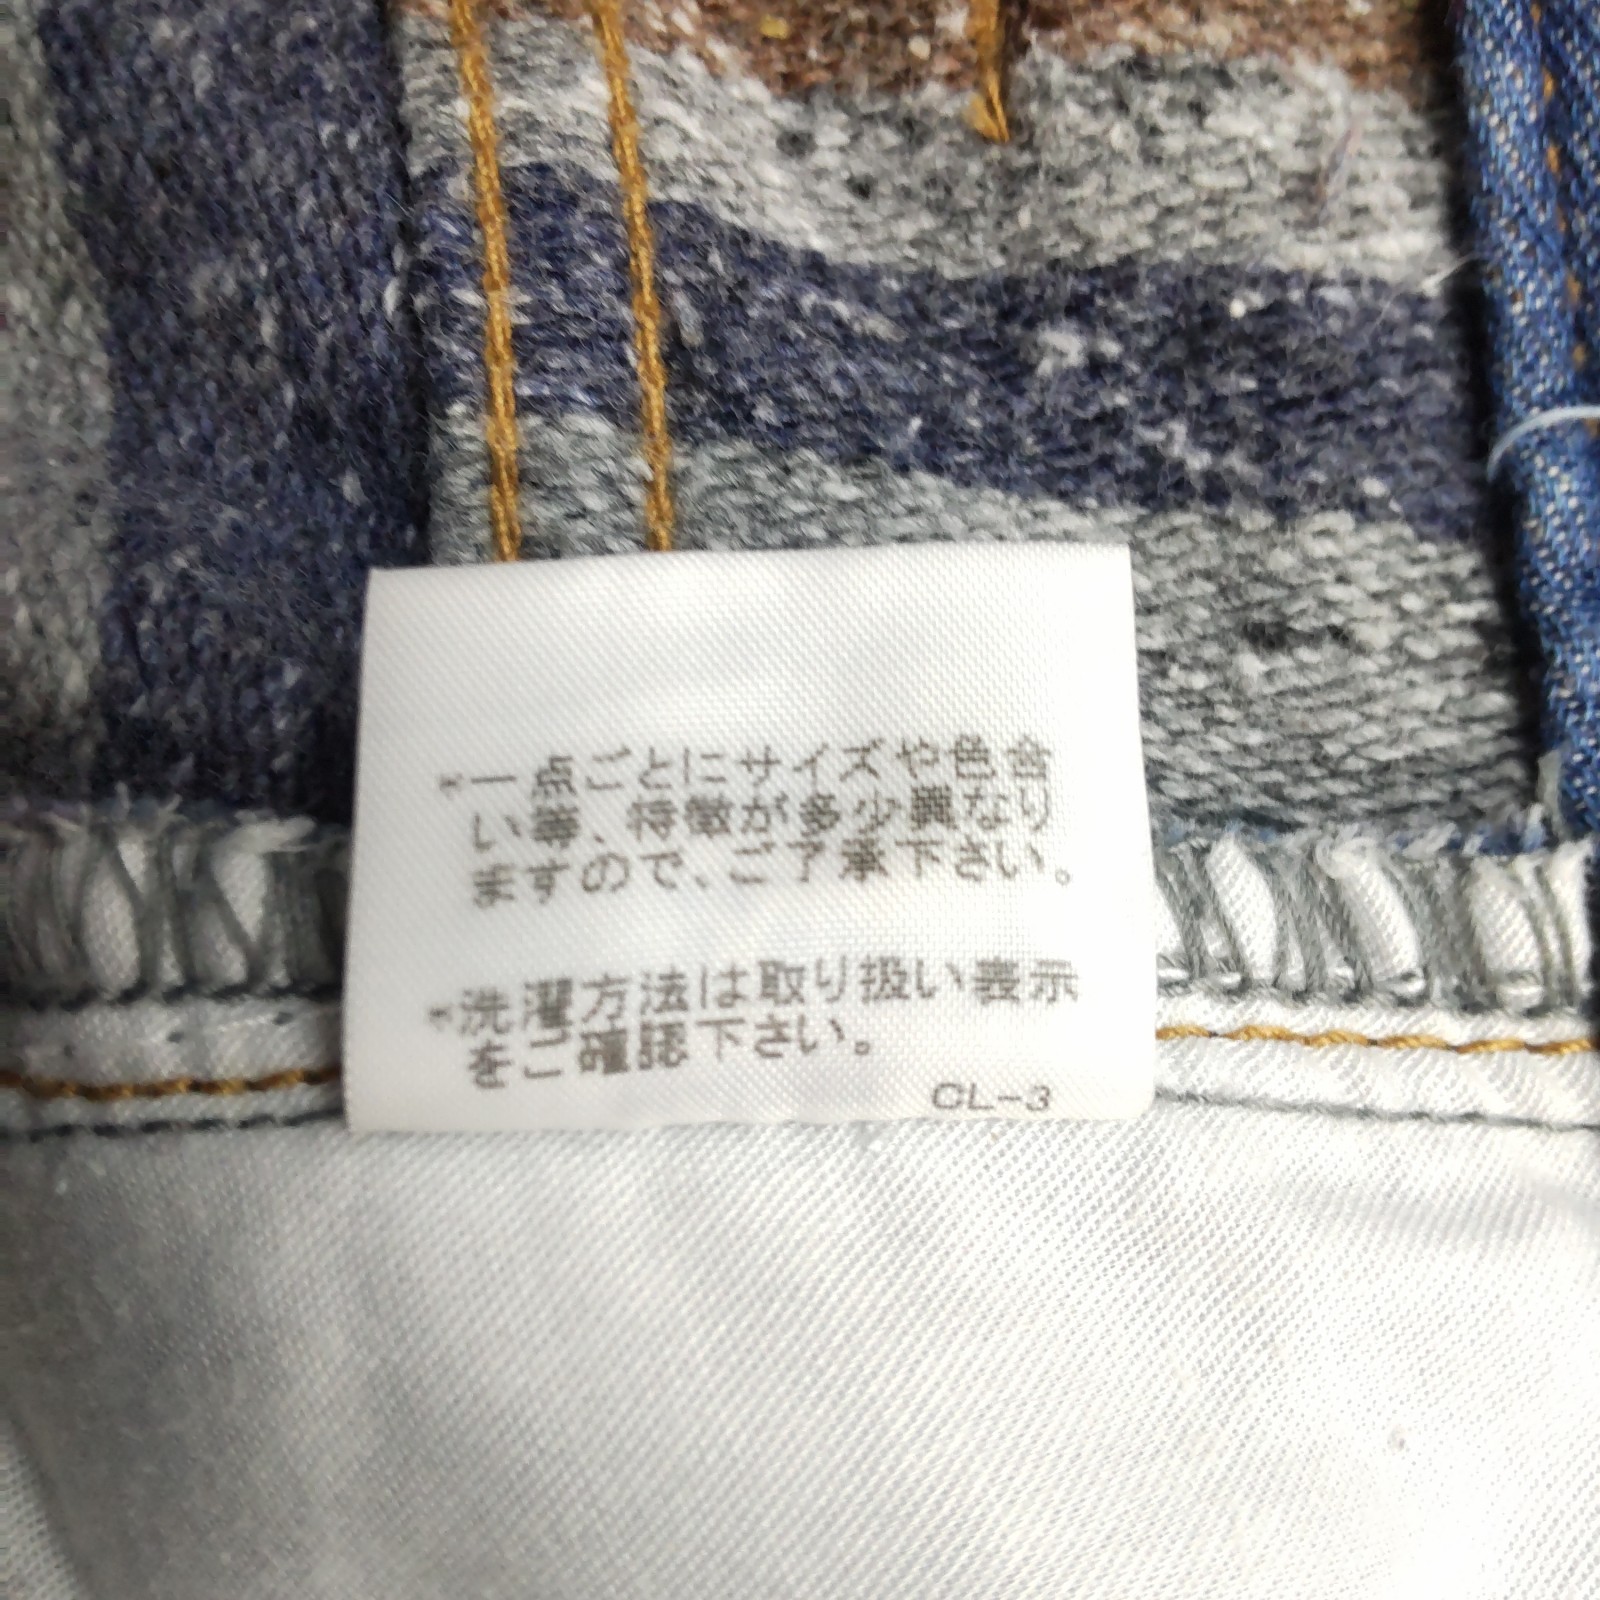 ※一点ごとにサイズや色合
い等、特徴が多少異なり
ますので、ご了承下さい。
※洗濯方法は取り扱い表示
をご確認下さい。
CL-3